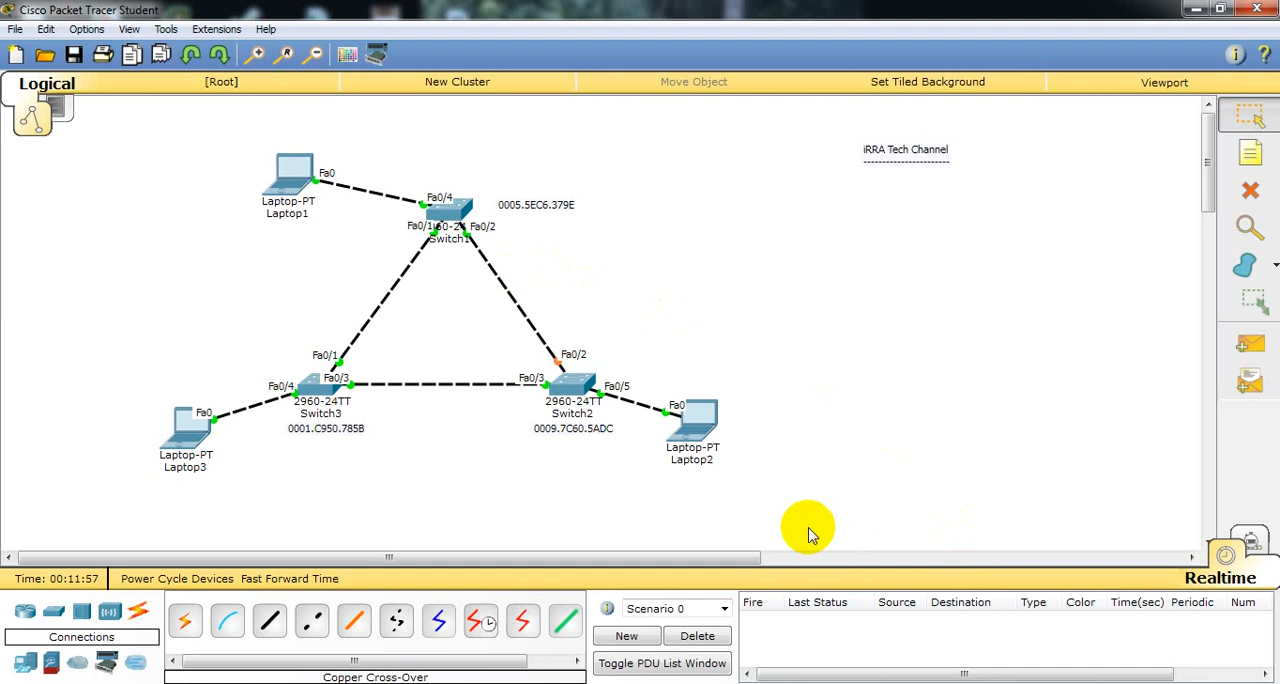 Cisco Packet Tracer Student
File Edit Options View Tools Extensions Help
Logical [Root] New Cluster Move Object Set Tiled Background Viewport
iRRA Tech Channel
-----------------------
Fa0
Laptop-PT
Laptop1
Fa0/4
0005.5EC6.379E
Fa0/1 Fa0/2
Switch1
Fa0/1
Fa0/2
Fa0/4 Fa0/3
Fa0/3 Fa0/5
2960-24TT
Switch3
0001.C950.785B
2960-24TT
Switch2
0009.7C60.5ADC
Fa0
Laptop-PT
Laptop3
Fa0
Laptop-PT
Laptop2
Realtime
Time: 00:11:57 Power Cycle Devices Fast Forward Time
Connections
Copper Cross-Over
Scenario 0
New Delete
Toggle PDU List Window
Fire Last Status Source Destination Type Color Time(sec) Periodic Num